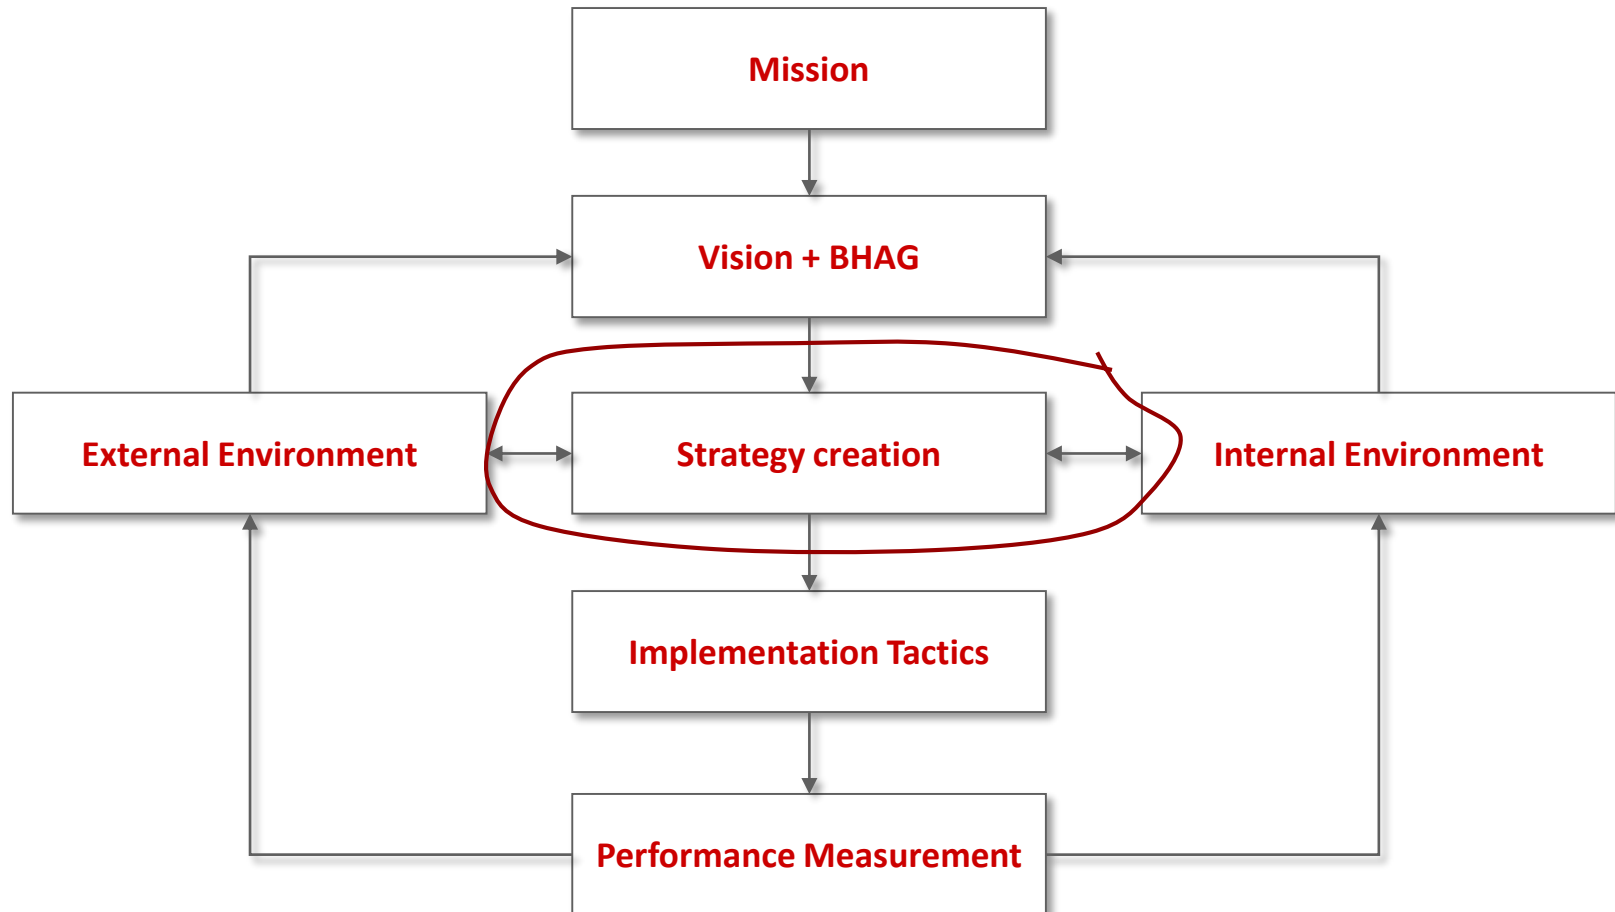 Mission
Vision + BHAG
External Environment
Strategy creation
Internal Environment
Implementation Tactics
Performance Measurement